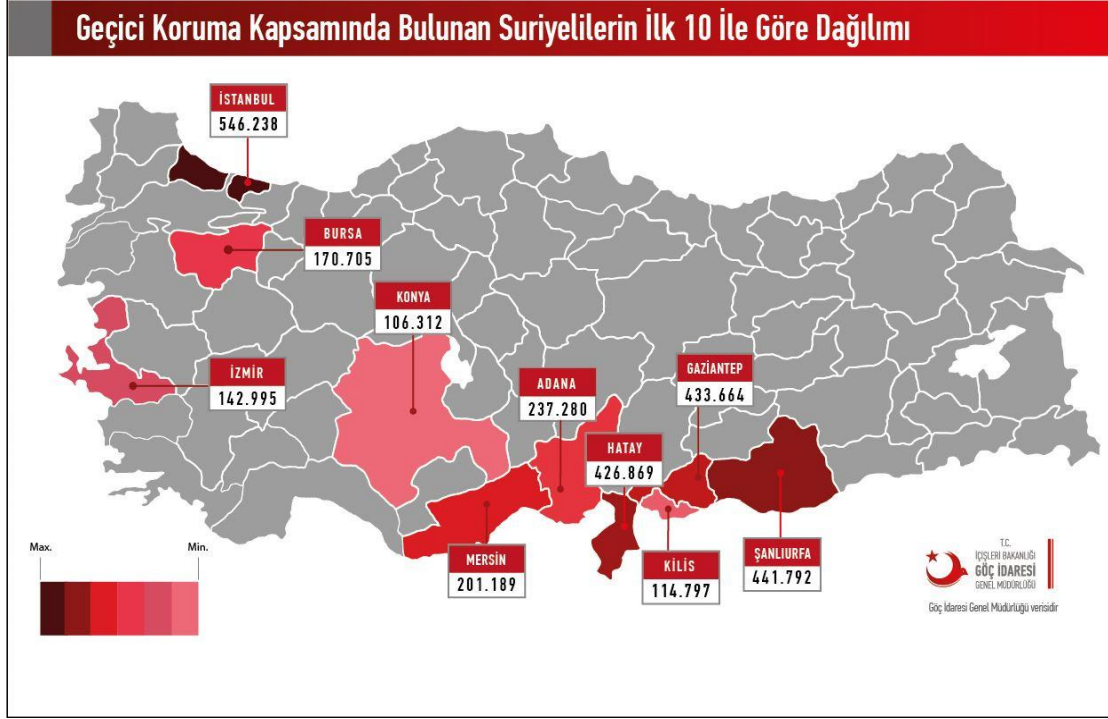 Geçici Koruma Kapsamında Bulunan Suriyelilerin İlk 10 İle Göre Dağılımı
İSTANBUL
546.238
BURSA
170.705
KONYA
106.312
İZMİR
142.995
ADANA
237.280
GAZİANTEP
433.664
HATAY
426.869
MERSİN
201.189
KİLİS
114.797
ŞANLIURFA
441.792
Max.
Min.
T.C.
İÇİŞLERİ BAKANLIĞI
GÖÇ İDARESİ
GENEL MÜDÜRLÜĞÜ
Göç İdaresi Genel Müdürlüğü verisidir